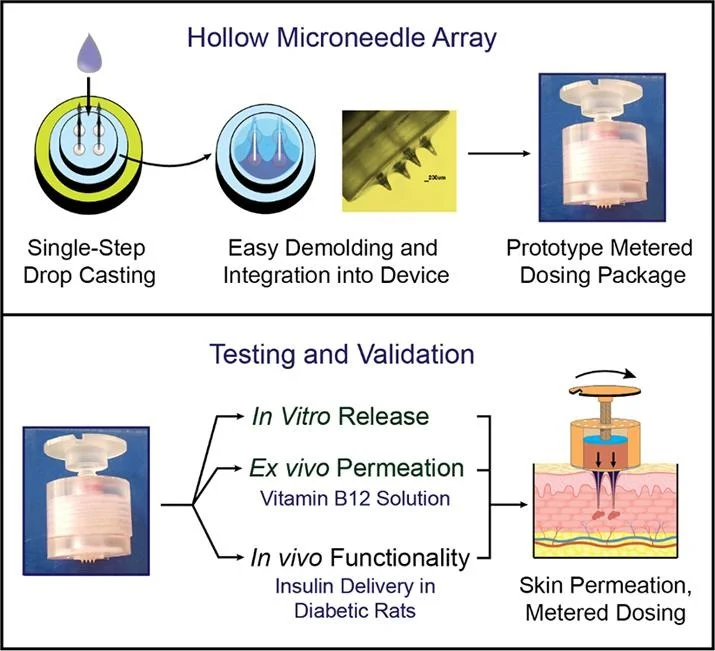 Hollow Microneedle Array
200um
Single-Step
Drop Casting
Easy Demolding and
Integration into Device
Prototype Metered
Dosing Package
Testing and Validation
In Vitro Release
Ex vivo Permeation
Vitamin B12 Solution
In vivo Functionality
Insulin Delivery in
Diabetic Rats
Skin Permeation,
Metered Dosing